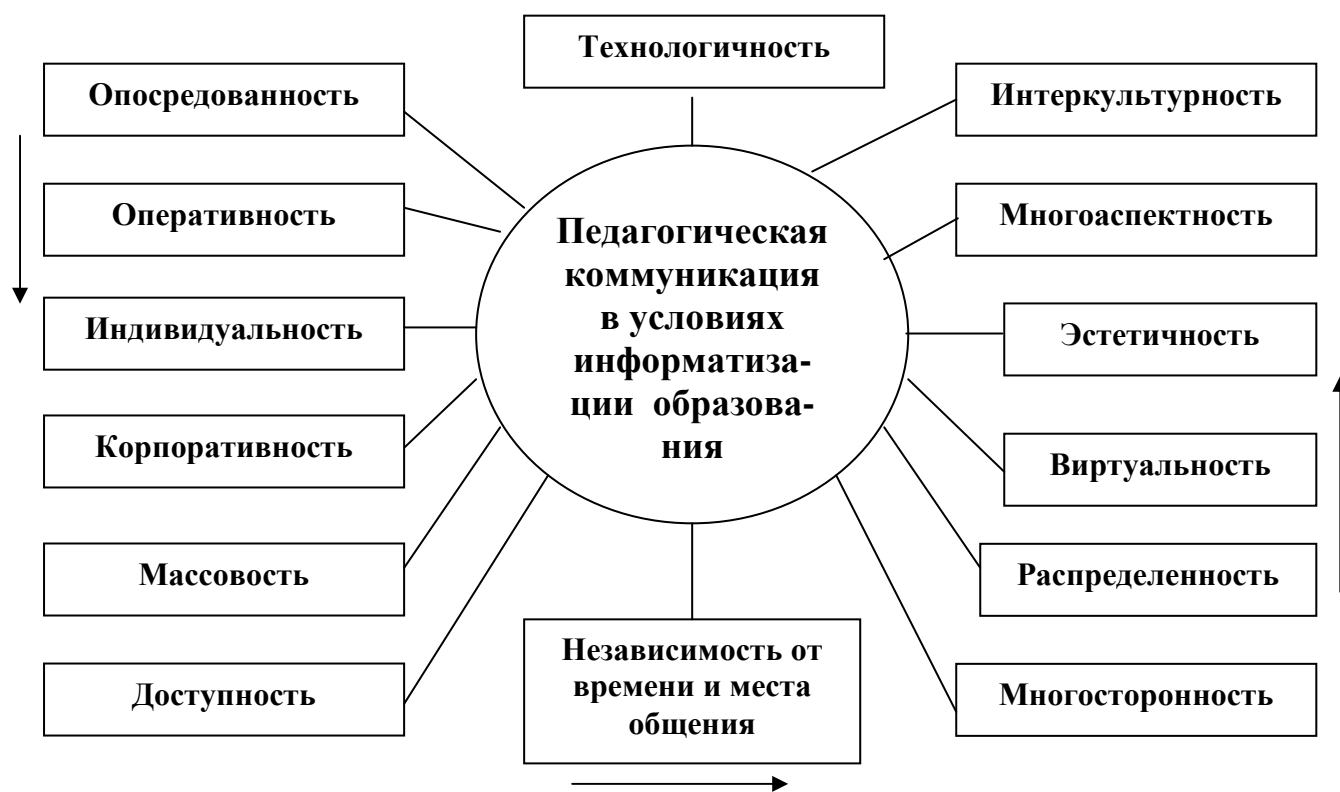 Технологичность
Опосредованность
Оперативность
Индивидуальность
Корпоративность
Массовость
Доступность
Педагогическая
коммуникация
в условиях
информатиза-
ции образова-
ния
Независимость от
времени и места
общения
Интеркультурность
Многоаспектность
Эстетичность
Виртуальность
Распределенность
Многосторонность